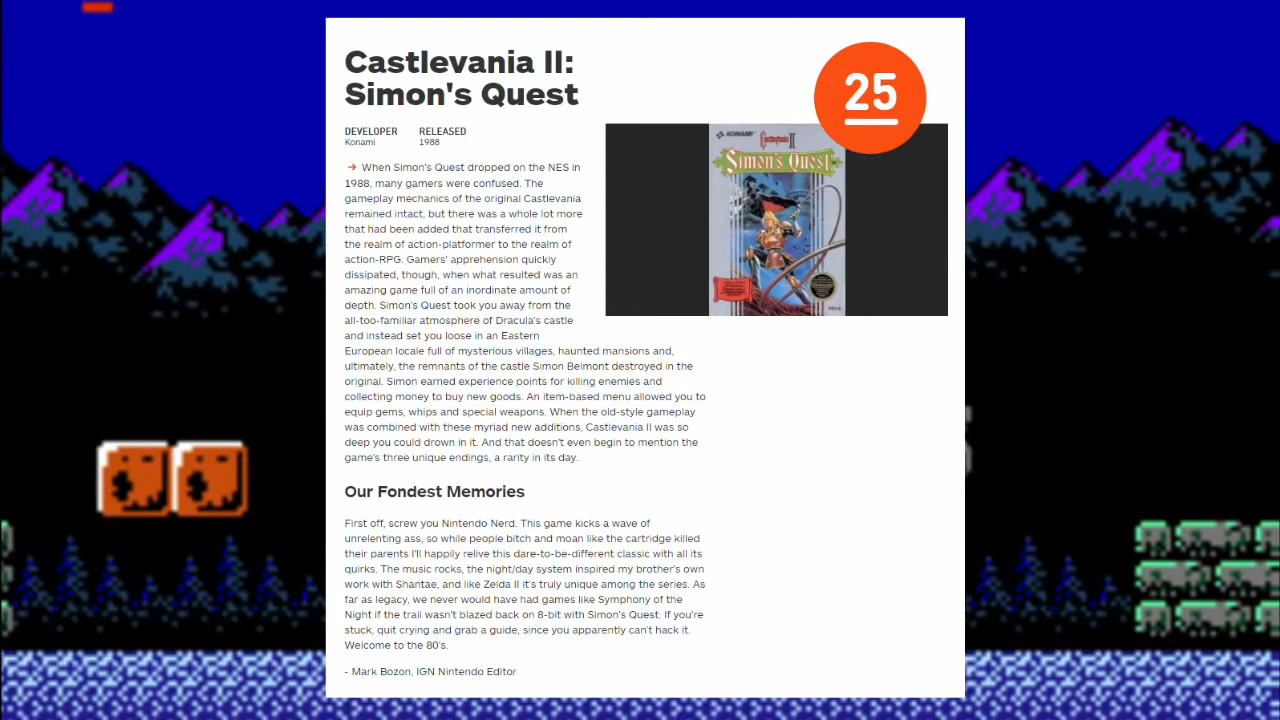 Castlevania II:
Simon's Quest
25
DEVELOPER RELEASED
Konami 1988
KONAMI
Castlevania II
Simon's Quest
➔ When Simon's Quest dropped on the NES in
1988, many gamers were confused. The
gameplay mechanics of the original Castlevania
remained intact, but there was a whole lot more
that had been added that transferred it from
the realm of action-platformer to the realm of
action-RPG. Gamers' apprehension quickly
dissipated, though, when what resulted was an
amazing game full of an inordinate amount of
depth. Simon's Quest took you away from the
all-too-familiar atmosphere of Dracula's castle
and instead set you loose in an Eastern
European locale full of mysterious villages, haunted mansions and,
ultimately, the remnants of the castle Simon Belmont destroyed in the
original. Simon earned experience points for killing enemies and
collecting money to buy new goods. An item-based menu allowed you to
equip gems, whips and special weapons. When the old-style gameplay
was combined with these myriad new additions, Castlevania II was so
deep you could drown in it. And that doesn't even begin to mention the
game's three unique endings, a rarity in its day.
Our Fondest Memories
First off, screw you Nintendo Nerd. This game kicks a wave of
unrelenting ass, so while people bitch and moan like the cartridge killed
their parents I'll happily relive this dare-to-be-different classic with all its
quirks. The music rocks, the night/day system inspired my brother's own
work with Shantae, and like Zelda II it's truly unique among the series. As
far as legacy, we never would have had games like Symphony of the
Night if the trail wasn't blazed back on 8-bit with Simon's Quest. If you're
stuck, quit crying and grab a guide, since you apparently can't hack it.
Welcome to the 80's.
- Mark Bozon, IGN Nintendo Editor